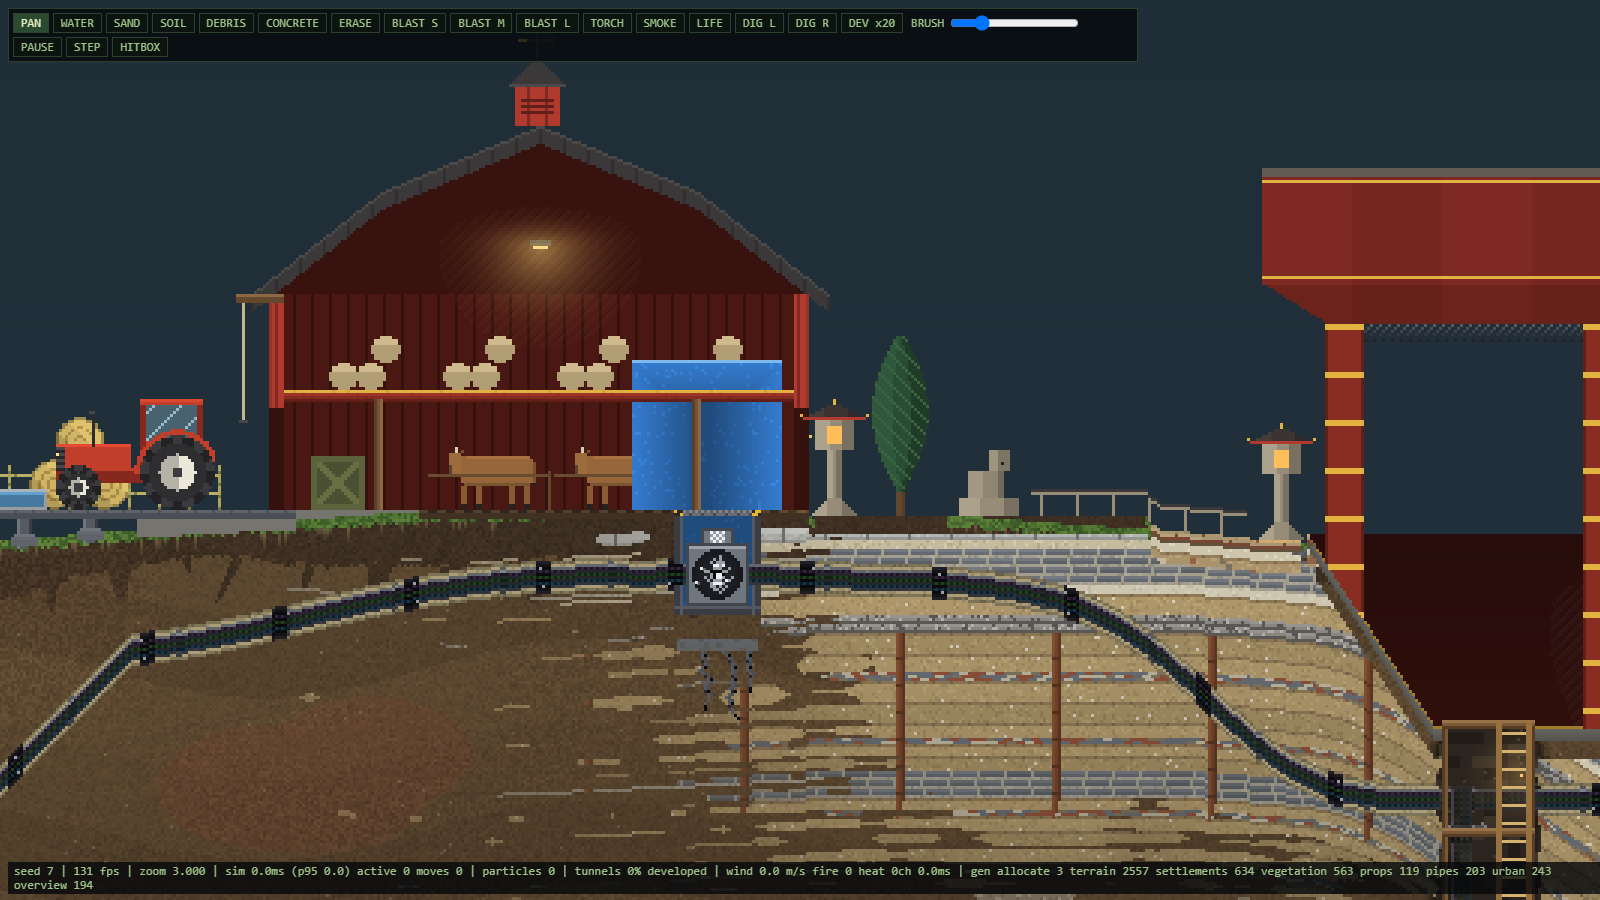 PAN WATER SAND SOIL DEBRIS CONCRETE ERASE BLAST S BLAST M BLAST L TORCH SMOKE LIFE DIG L DIG R DEV x20 BRUSH
PAUSE STEP HITBOX
seed 7 | 131 fps | zoom 3.000 | sim 0.0ms (p95 0.0) active 0 moves 0 | particles 0 | tunnels 0% developed | wind 0.0 m/s fire 0 heat 0ch 0.0ms | gen allocate 3 terrain 2557 settlements 634 vegetation 563 props 119 pipes 203 urban 243
overview 194